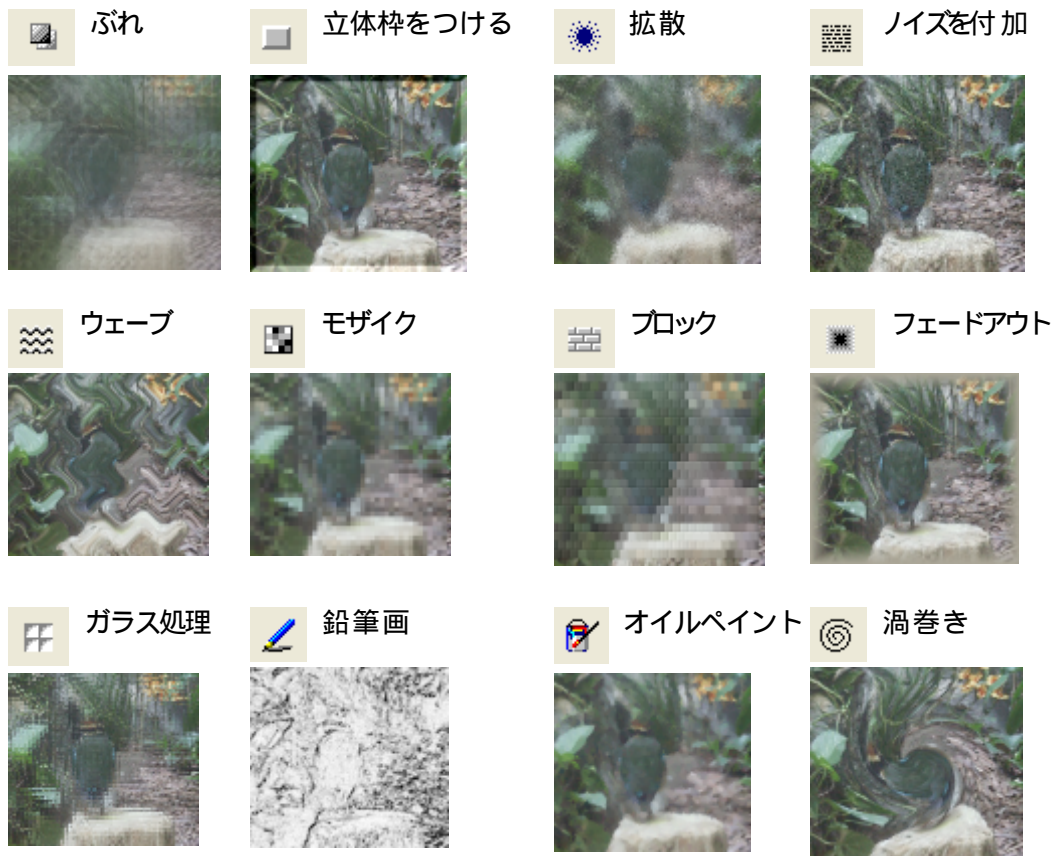 ぶれ
立体枠をつける
拡散
ノイズを付加
ウェーブ
モザイク
ブロック
フェードアウト
ガラス処理
鉛筆画
オイルペイント
渦巻き